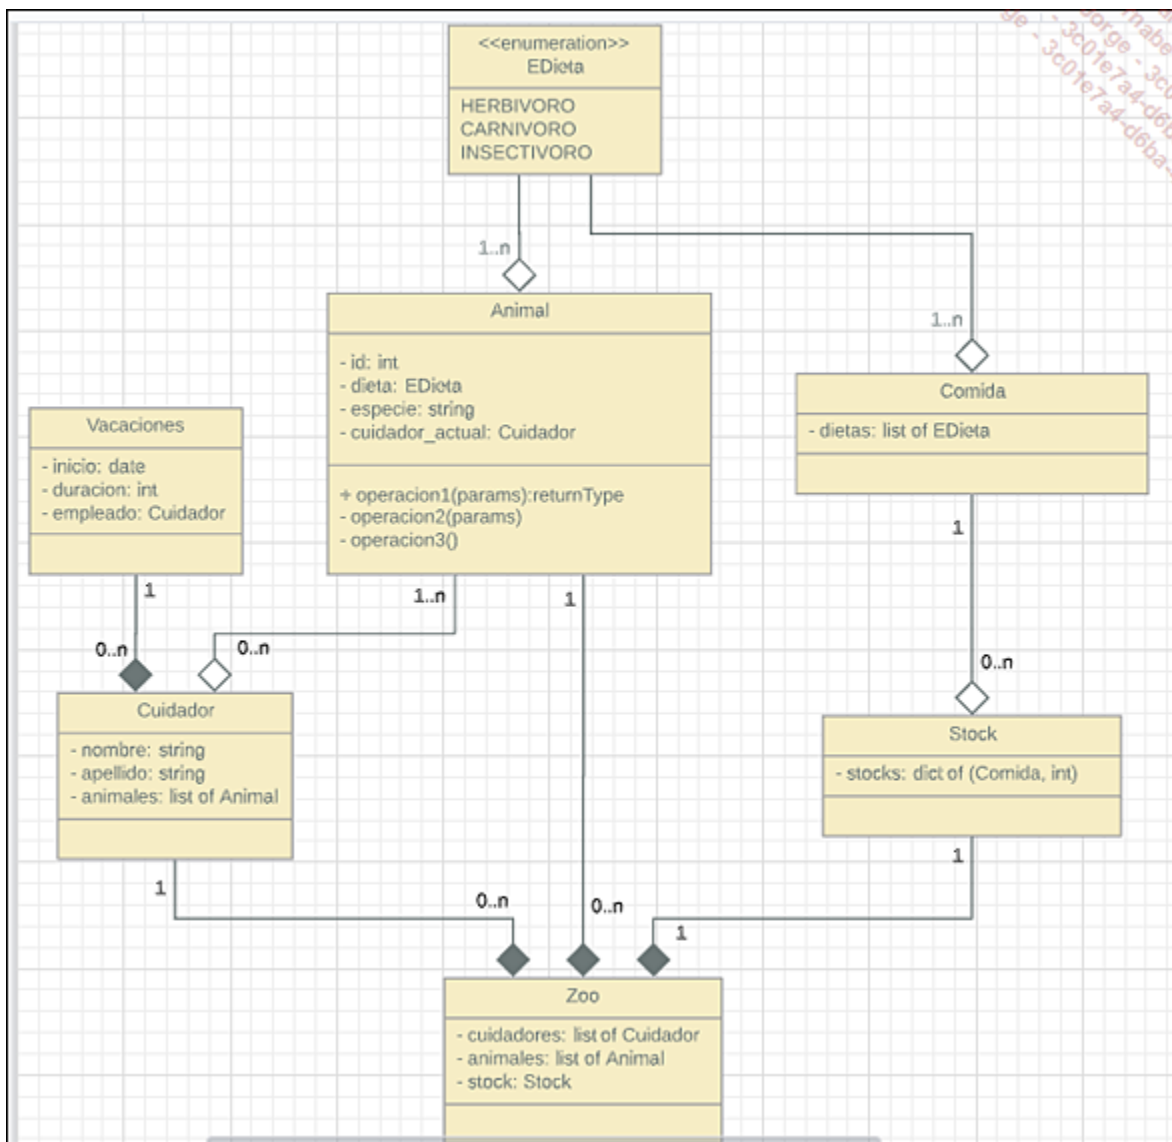 <<enumeration>>
EDieta
HERBIVORO
CARNIVORO
INSECTIVORO
1..n
1..n
Animal
- id: int
- dieta: EDieta
- especie: string
- cuidador_actual: Cuidador
+ operacion1(params):returnType
- operacion2(params)
- operacion3()
Comida
- dietas: list of EDieta
Vacaciones
- inicio: date
- duracion: int
- empleado: Cuidador
1
0..n
1..n
0..n
1
1
0..n
Cuidador
- nombre: string
- apellido: string
- animales: list of Animal
Stock
- stocks: dict of (Comida, int)
1
0..n
0..n
1
1
Zoo
- cuidadores: list of Cuidador
- animales: list of Animal
- stock: Stock